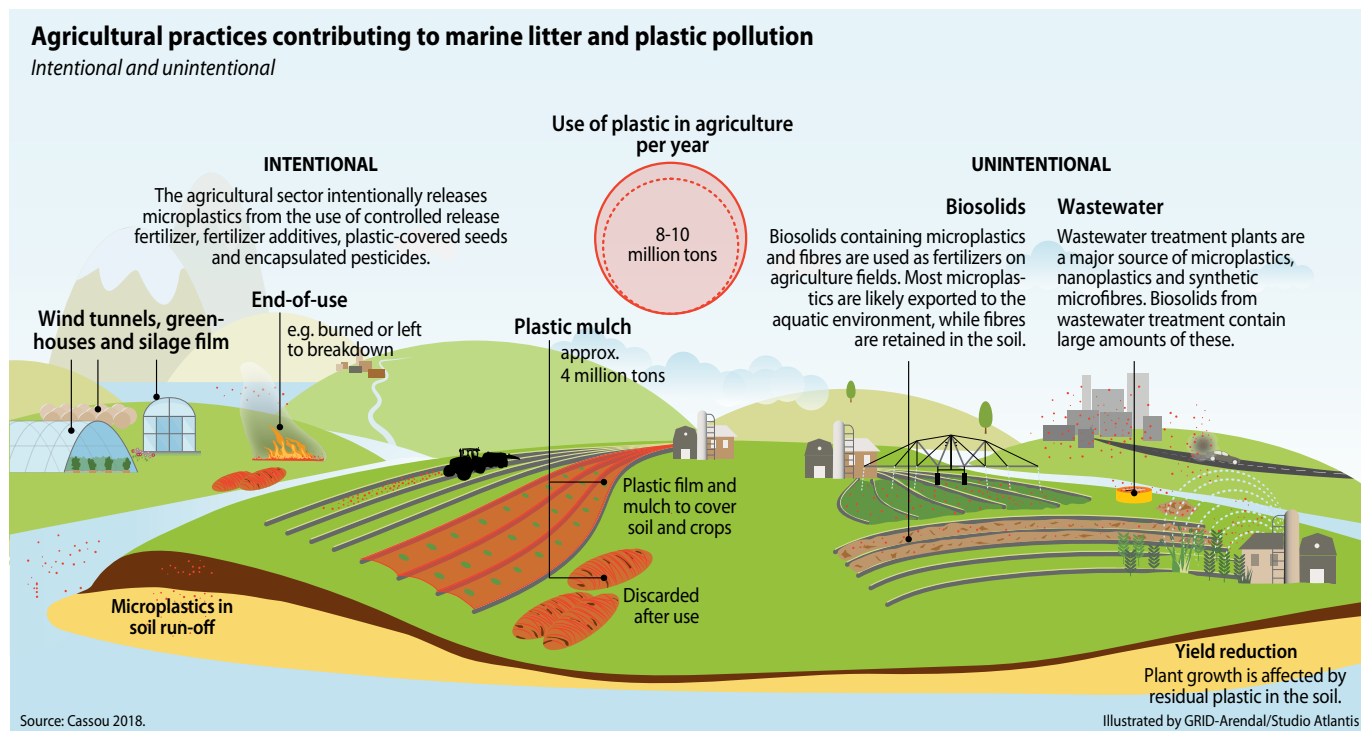 Agricultural practices contributing to marine litter and plastic pollution
Intentional and unintentional
Use of plastic in agriculture
per year
8-10
million tons
INTENTIONAL
The agricultural sector intentionally releases
microplastics from the use of controlled release
fertilizer, fertilizer additives, plastic-covered seeds
and encapsulated pesticides.
Wind tunnels, green-
houses and silage film
End-of-use
e.g. burned or left
to breakdown
Plastic mulch
approx.
4 million tons
Plastic film and
mulch to cover
soil and crops
Discarded
after use
UNINTENTIONAL
Biosolids
Biosolids containing microplastics
and fibres are used as fertilizers on
agriculture fields. Most microplas-
tics are likely exported to the
aquatic environment, while fibres
are retained in the soil.
Wastewater
Wastewater treatment plants are
a major source of microplastics,
nanoplastics and synthetic
microfibres. Biosolids from
wastewater treatment contain
large amounts of these.
Microplastics in
soil run-off
Yield reduction
Plant growth is affected by
residual plastic in the soil.
Source: Cassou 2018.
Illustrated by GRID-Arendal/Studio Atlantis